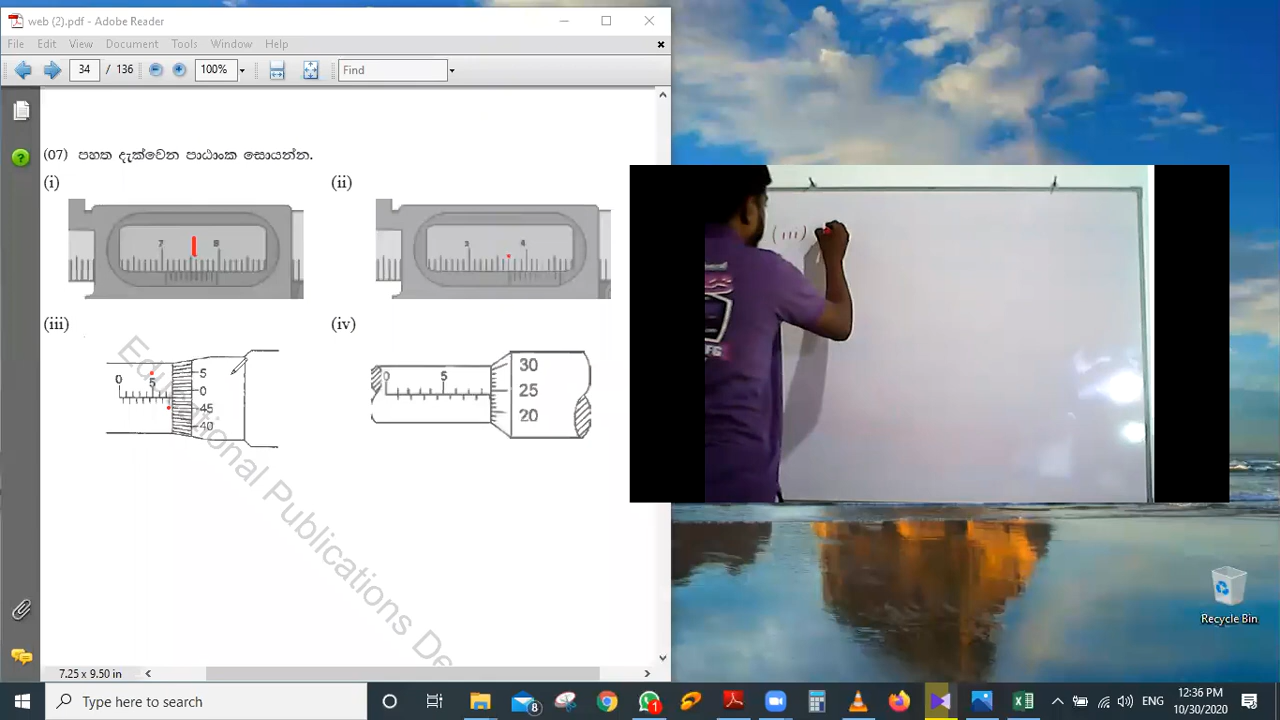 web (2).pdf - Adobe Reader
File Edit View Document Tools Window Help
34 / 136 100% Find
(07) පහත දැක්වෙන පාඨාංක සොයන්න.
(i) (ii)
7 8 3 4
(iii) (iv)
0 5 5 0 45 40
0 5 30 25 20
Educational Publications De
(iii)
7.25 x 9.50 in
Recycle Bin
Type here to search
8
1
ENG
12:36 PM
10/30/2020